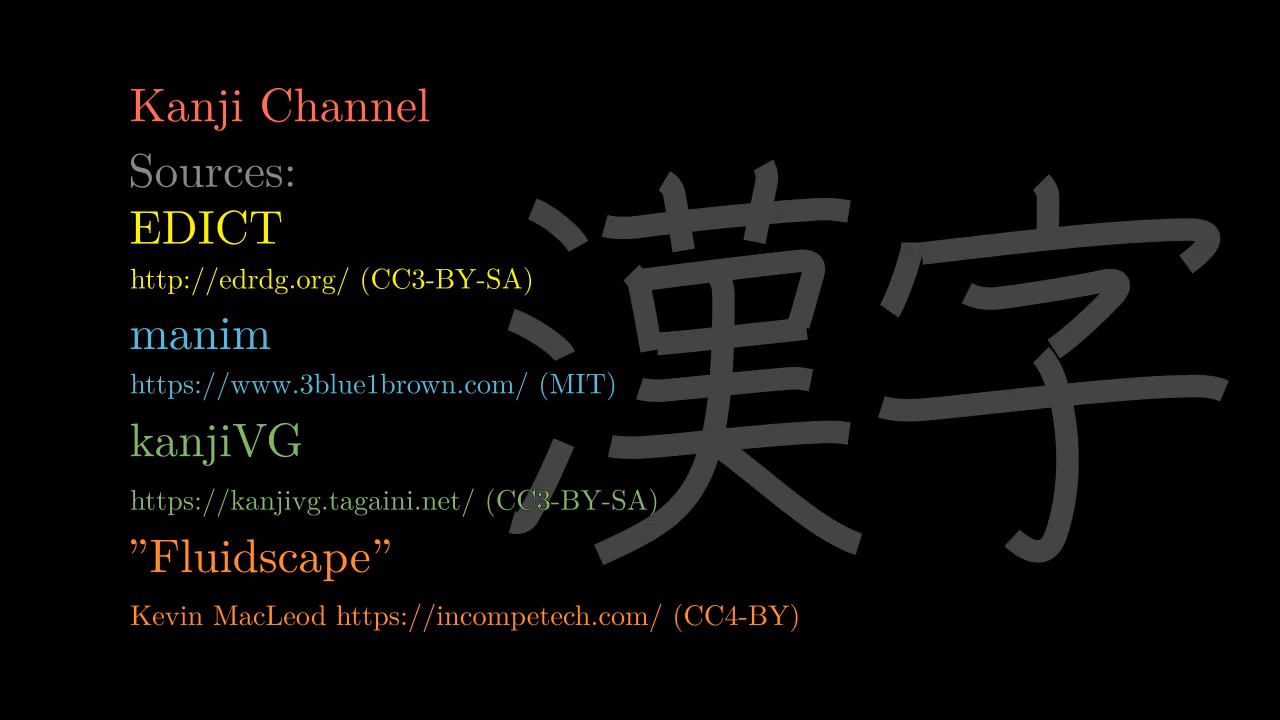 Kanji Channel
Sources:
EDICT
http://edrdg.org/ (CC3-BY-SA)
manim
https://www.3blue1brown.com/ (MIT)
kanjiVG
https://kanjivg.tagaini.net/ (CC3-BY-SA)
”Fluidscape”
Kevin MacLeod https://incompetech.com/ (CC4-BY)
漢字